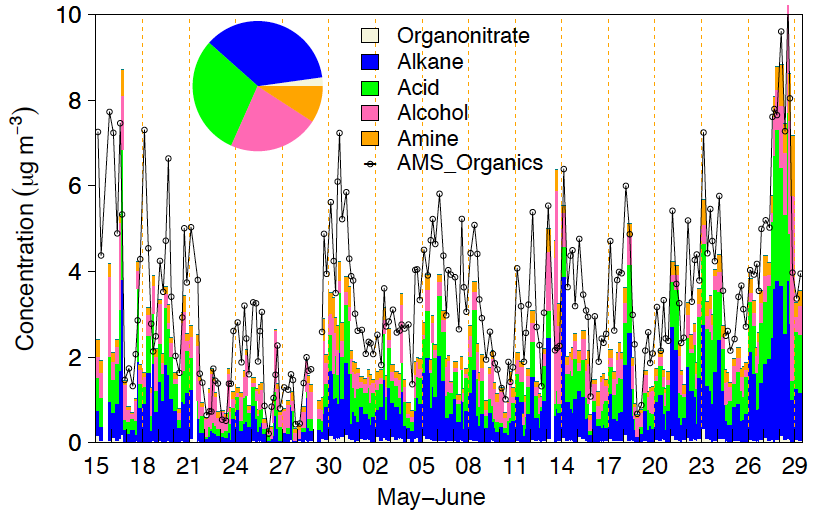 Concentration (µg m⁻³)
10
8
6
4
2
0
Organonitrate
Alkane
Acid
Alcohol
Amine
AMS_Organics
15 18 21 24 27 30 02 05 08 11 14 17 20 23 26 29
May−June